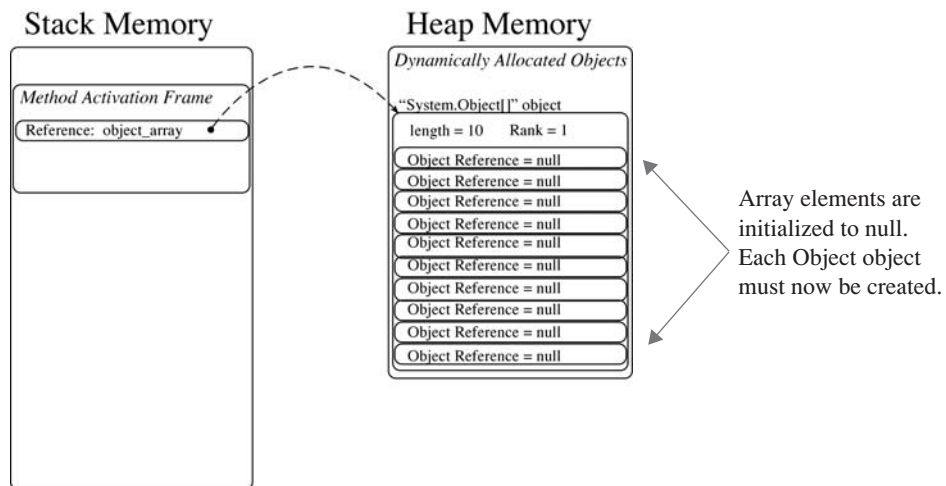 Stack Memory
Method Activation Frame
Reference: object_array
Heap Memory
Dynamically Allocated Objects
“System.Object[]” object
length = 10 Rank = 1
Object Reference = null
Object Reference = null
Object Reference = null
Object Reference = null
Object Reference = null
Object Reference = null
Object Reference = null
Object Reference = null
Object Reference = null
Object Reference = null
Array elements are
initialized to null.
Each Object object
must now be created.